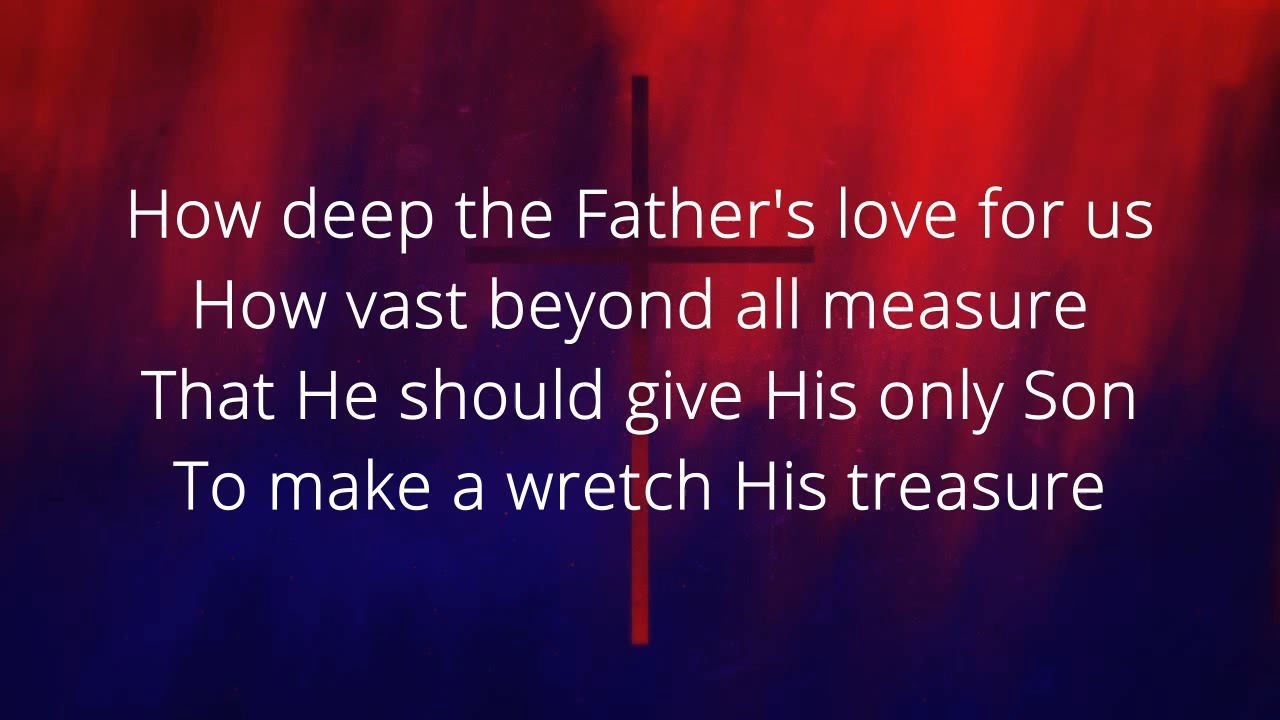 How deep the Father's love for us
How vast beyond all measure
That He should give His only Son
To make a wretch His treasure